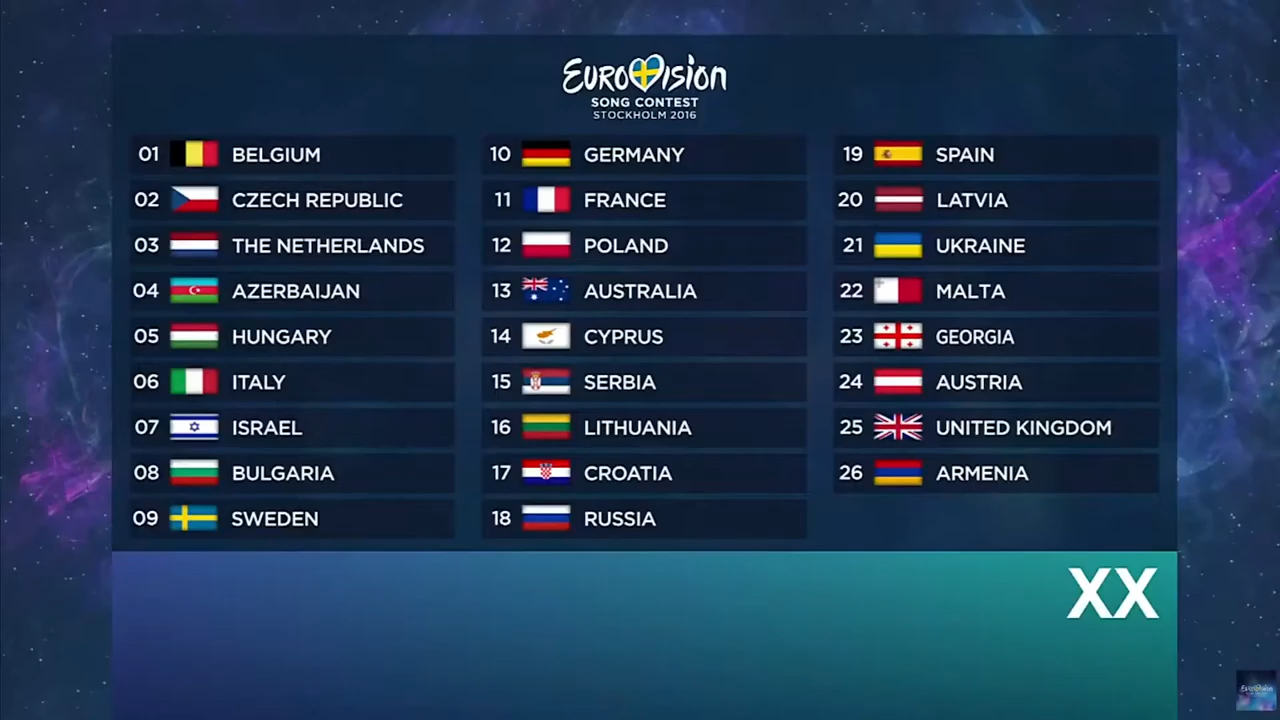 EUROVISION
SONG CONTEST
STOCKHOLM 2016
01 BELGIUM
02 CZECH REPUBLIC
03 THE NETHERLANDS
04 AZERBAIJAN
05 HUNGARY
06 ITALY
07 ISRAEL
08 BULGARIA
09 SWEDEN
10 GERMANY
11 FRANCE
12 POLAND
13 AUSTRALIA
14 CYPRUS
15 SERBIA
16 LITHUANIA
17 CROATIA
18 RUSSIA
19 SPAIN
20 LATVIA
21 UKRAINE
22 MALTA
23 GEORGIA
24 AUSTRIA
25 UNITED KINGDOM
26 ARMENIA
XX
EUROVISION